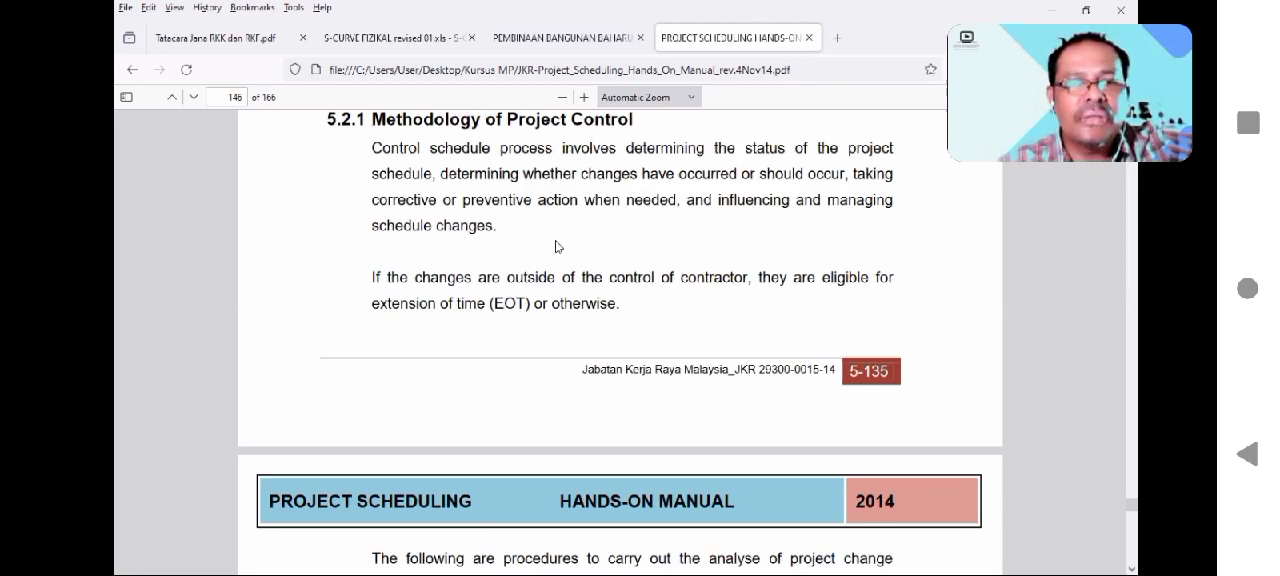 File Edit View History Bookmarks Tools Help
Tatacara Jana RKK dan RKF.pdf
S-CURVE FIZIKAL revised 01.xls - S-C
PEMBINAAN BANGUNAN BAHARU
PROJECT SCHEDULING HANDS-ON
file:///C:/Users/User/Desktop/Kursus MP/JKR-Project_Scheduling_Hands_On_Manual_rev.4Nov14.pdf
146 of 166
Automatic Zoom
5.2.1 Methodology of Project Control
Control schedule process involves determining the status of the project
schedule, determining whether changes have occurred or should occur, taking
corrective or preventive action when needed, and influencing and managing
schedule changes.
If the changes are outside of the control of contractor, they are eligible for
extension of time (EOT) or otherwise.
Jabatan Kerja Raya Malaysia_JKR 29300-0015-14 5-135
PROJECT SCHEDULING HANDS-ON MANUAL 2014
The following are procedures to carry out the analyse of project change